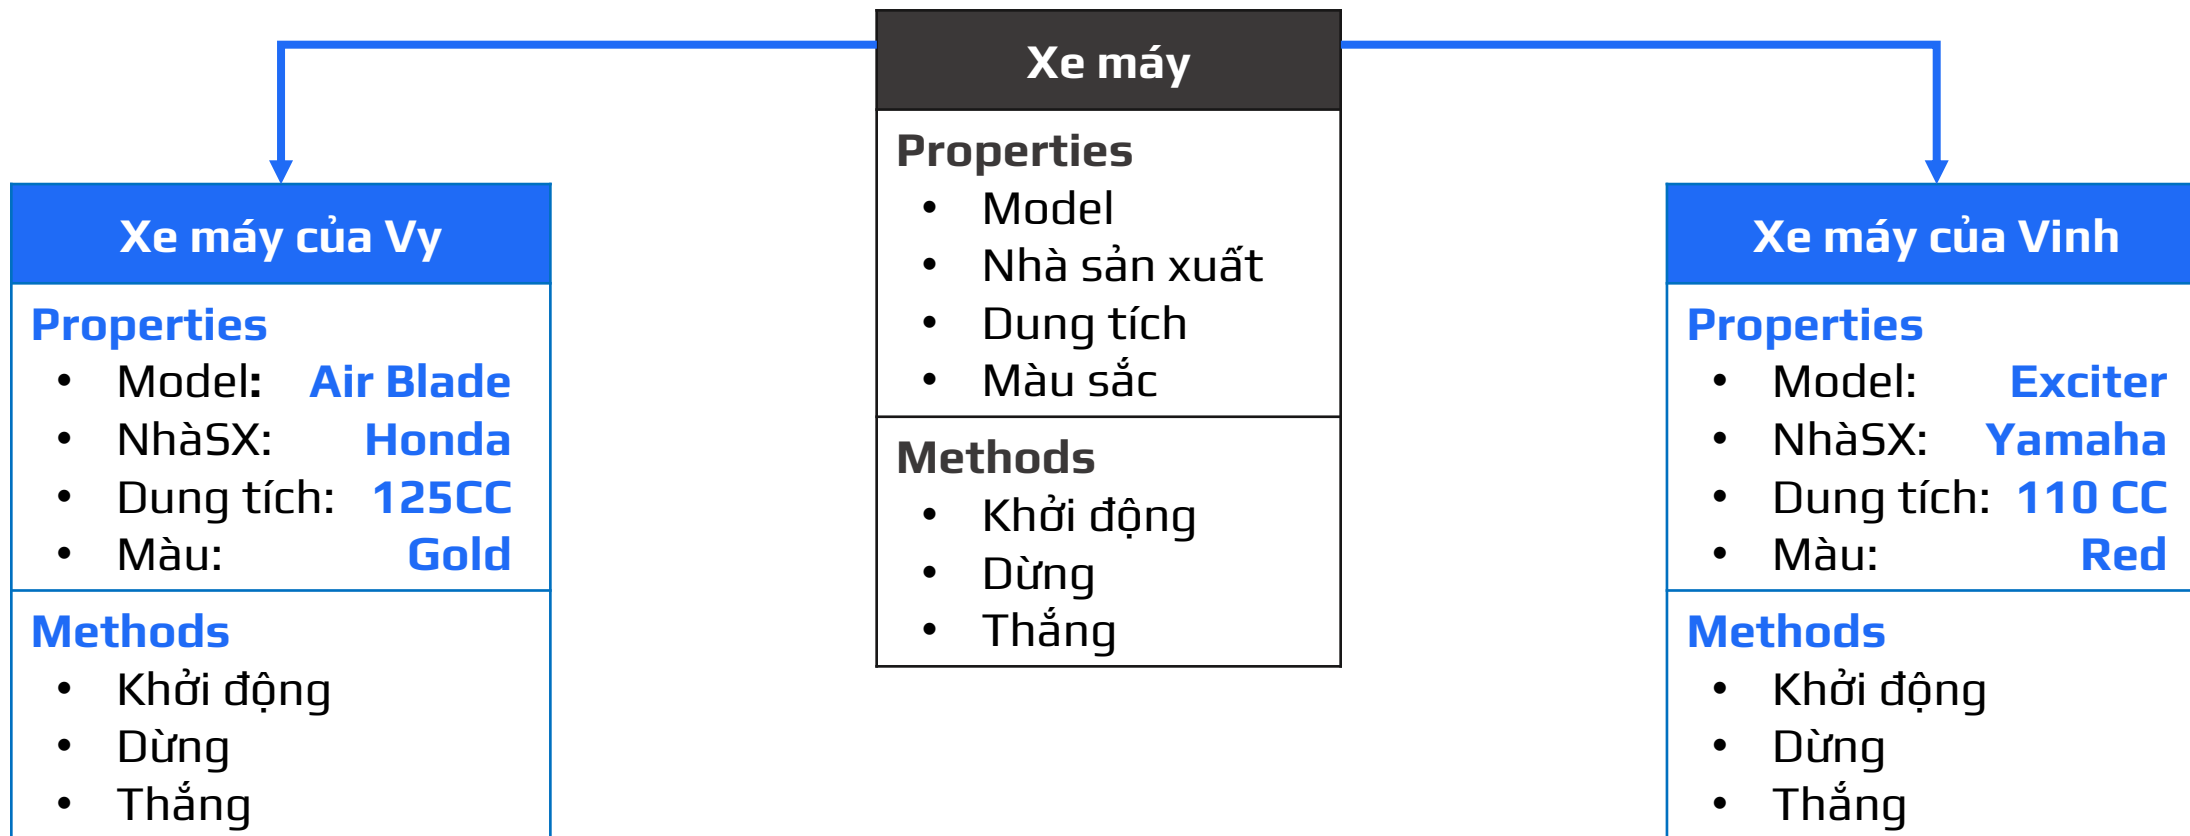 Xe máy
Properties
• Model
• Nhà sản xuất
• Dung tích
• Màu sắc
Methods
• Khởi động
• Dừng
• Thắng
Xe máy của Vy
Properties
• Model: Air Blade
• NhàSX: Honda
• Dung tích: 125CC
• Màu: Gold
Methods
• Khởi động
• Dừng
• Thắng
Xe máy của Vinh
Properties
• Model: Exciter
• NhàSX: Yamaha
• Dung tích: 110 CC
• Màu: Red
Methods
• Khởi động
• Dừng
• Thắng